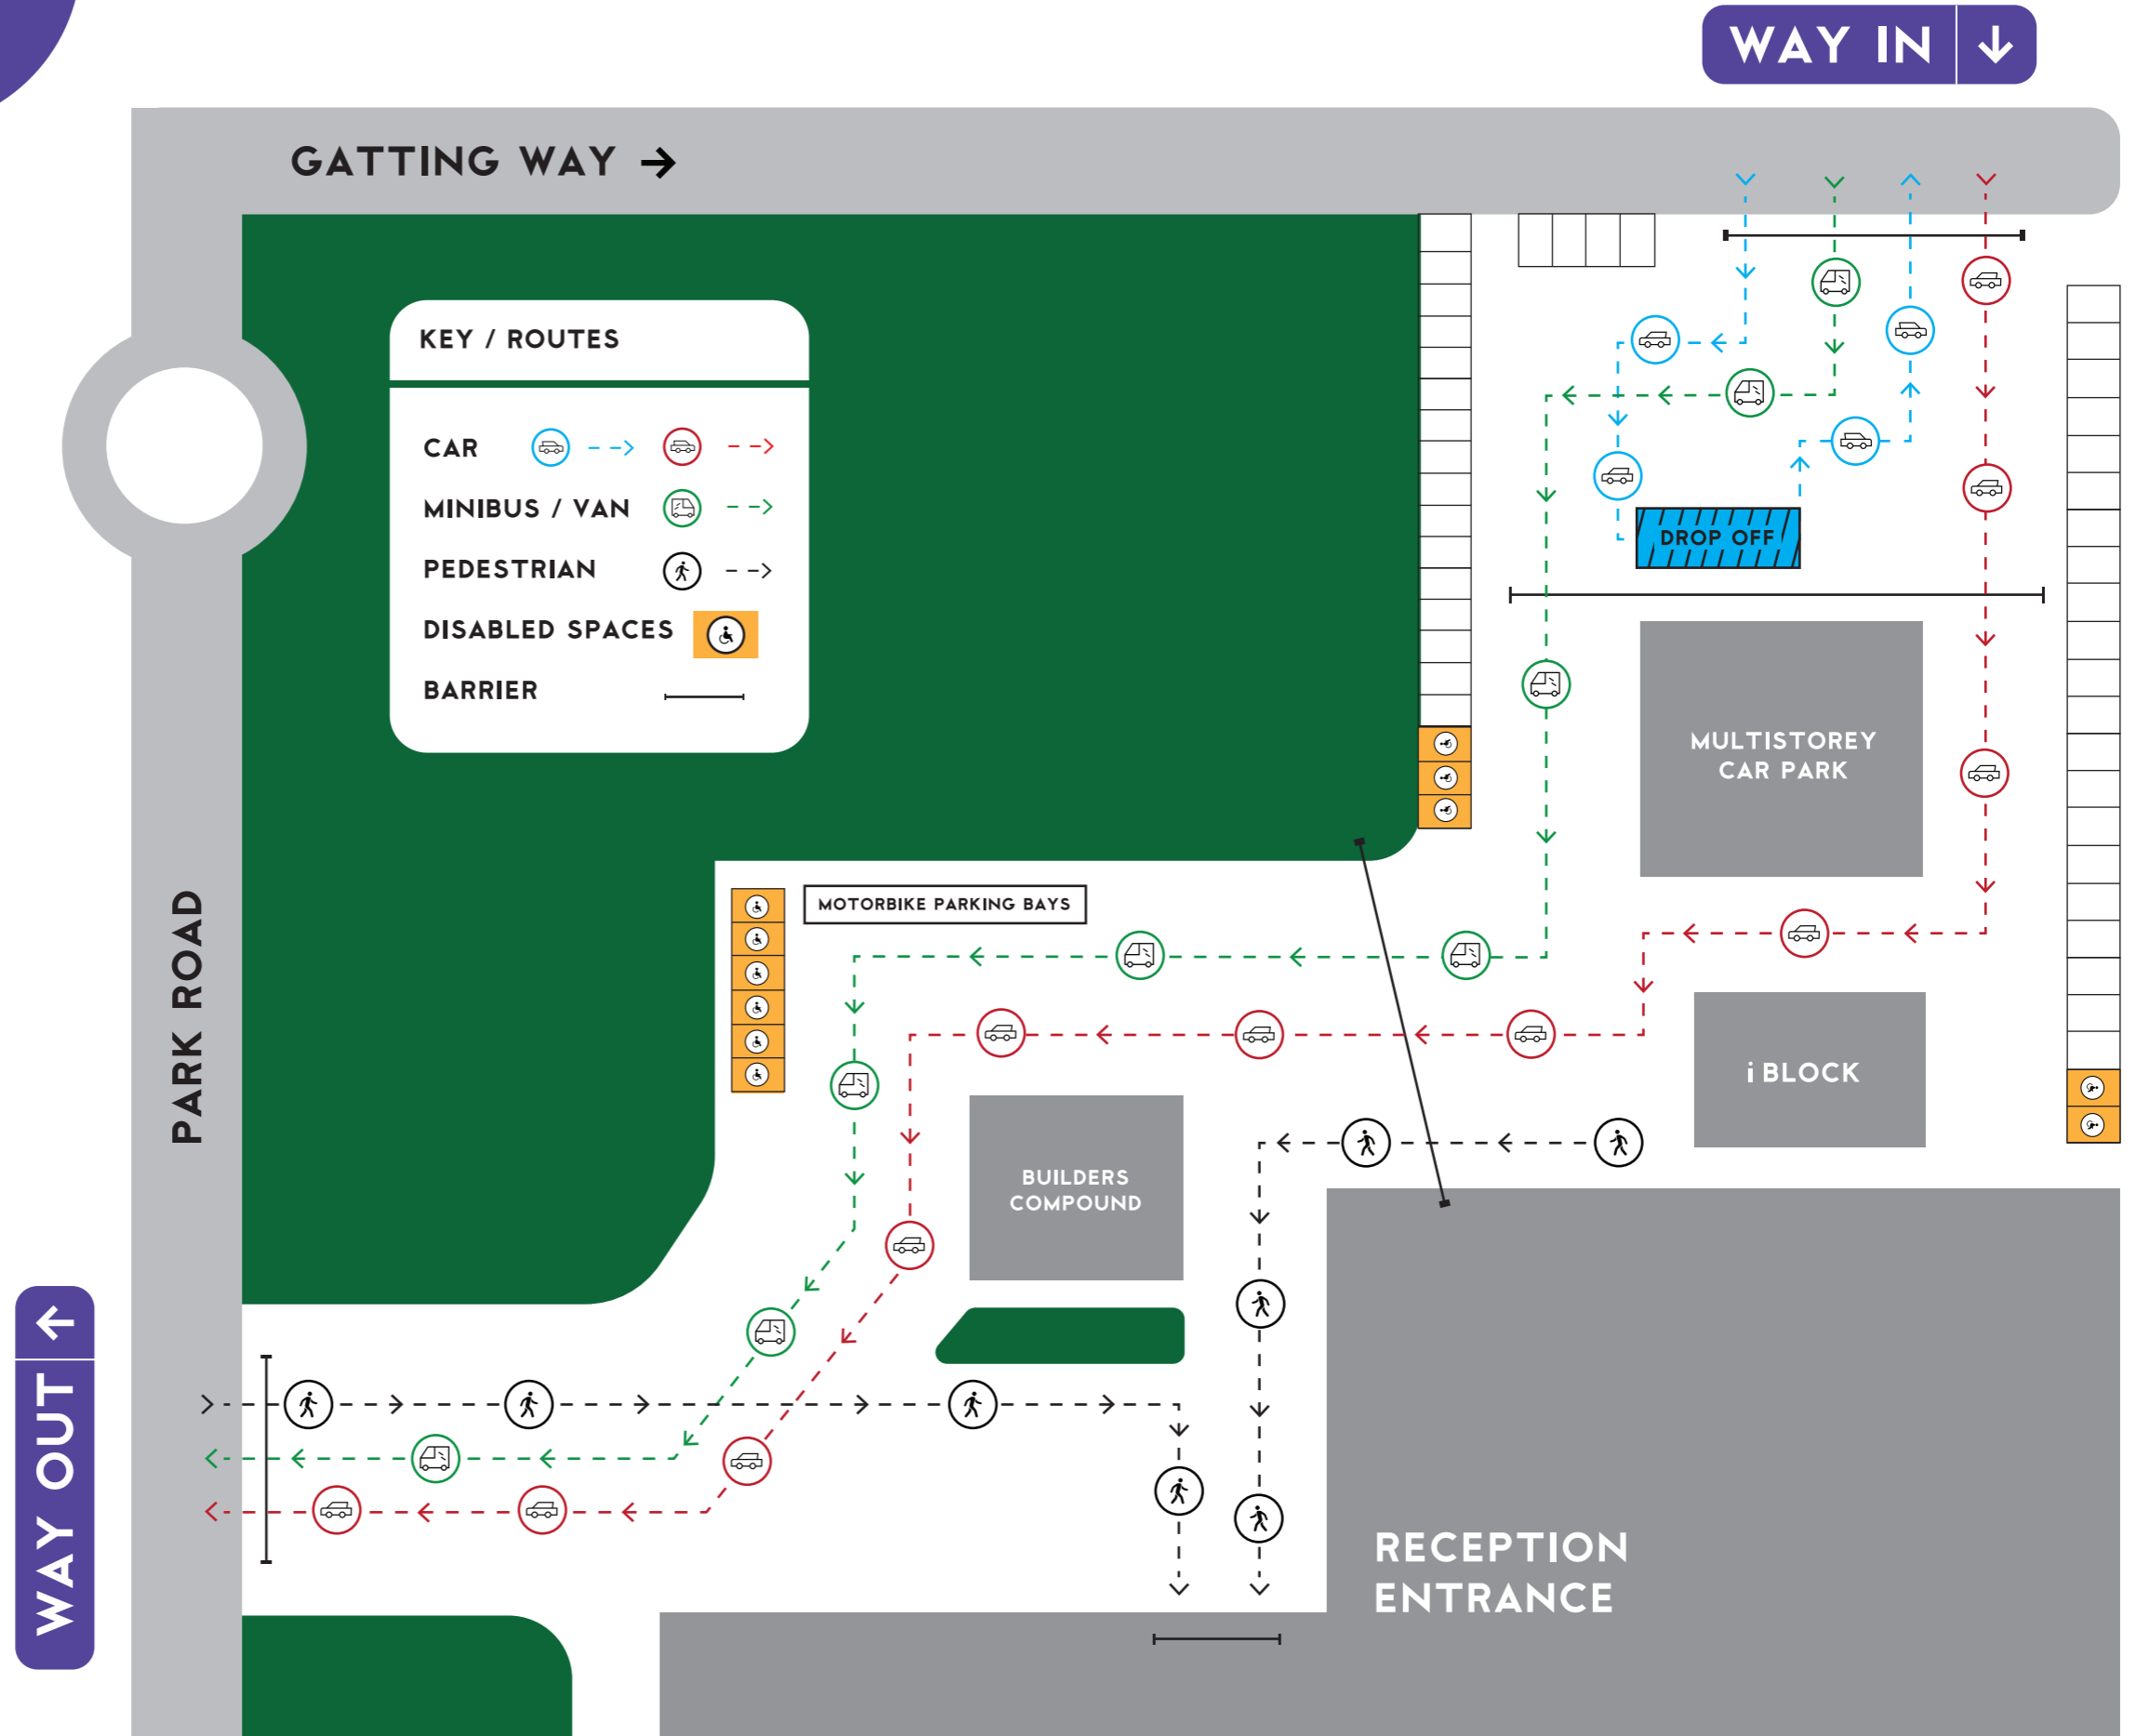 WAY IN
GATTING WAY
KEY / ROUTES
CAR
MINIBUS / VAN
PEDESTRIAN
DISABLED SPACES
BARRIER
DROP OFF
MULTISTOREY
CAR PARK
MOTORBIKE PARKING BAYS
PARK ROAD
i BLOCK
BUILDERS
COMPOUND
WAY OUT
RECEPTION
ENTRANCE